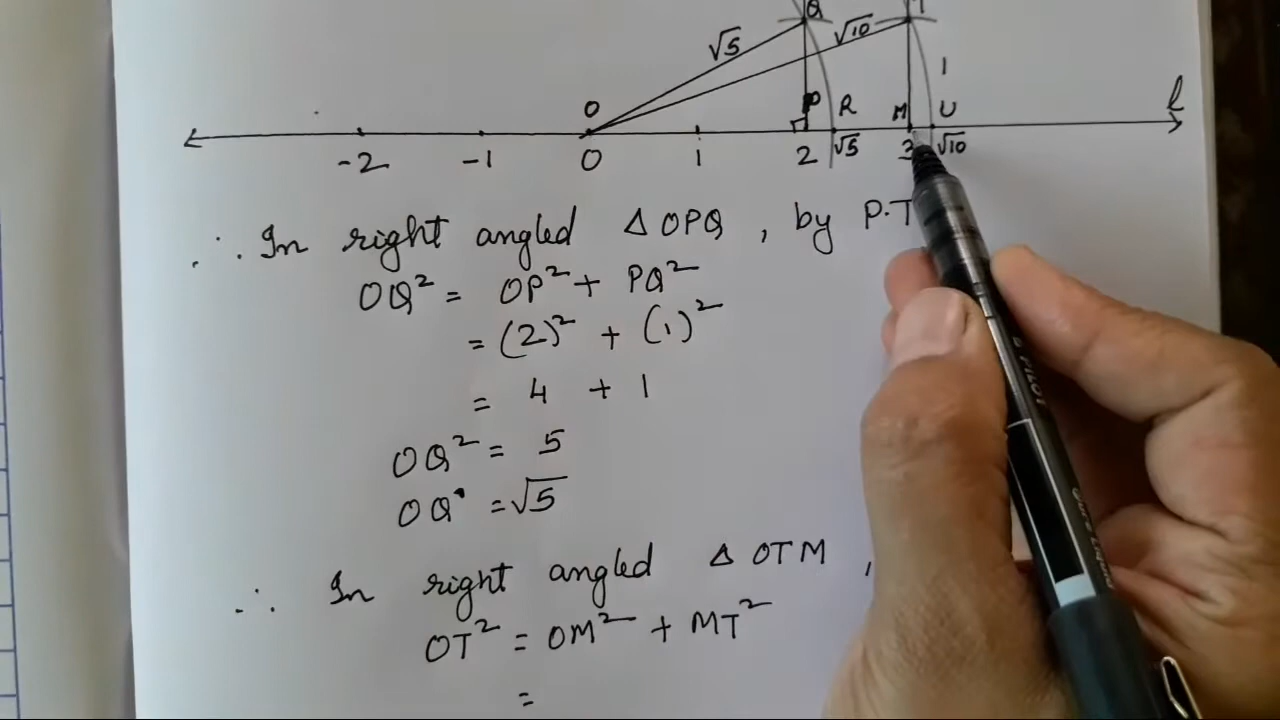 Q T
√5 √10
1
O P R M U l
-2 -1 0 1 2 √5 3 √10
∴ In right angled Δ OPQ, by P.T
OQ² = OP² + PQ²
= (2)² + (1)²
= 4 + 1
OQ² = 5
OQ = √5
∴ In right angled Δ OTM,
OT² = OM² + MT²
=
PILOT